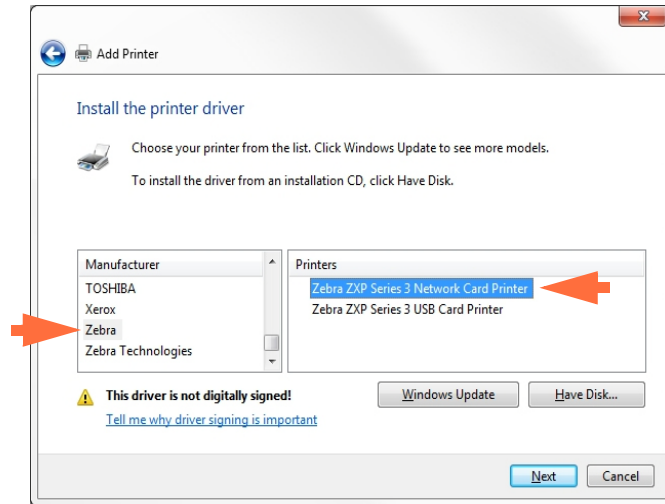 Add Printer
Install the printer driver
Choose your printer from the list. Click Windows Update to see more models.
To install the driver from an installation CD, click Have Disk.
Manufacturer
TOSHIBA
Xerox
Zebra
Zebra Technologies
Printers
Zebra ZXP Series 3 Network Card Printer
Zebra ZXP Series 3 USB Card Printer
This driver is not digitally signed!
Tell me why driver signing is important
Windows Update
Have Disk...
Next
Cancel